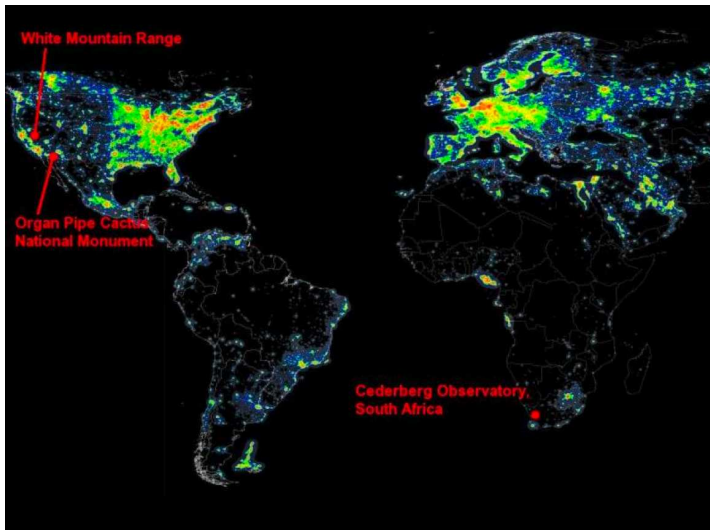 White Mountain Range
Organ Pipe Cactus
National Monument
Cederberg Observatory,
South Africa